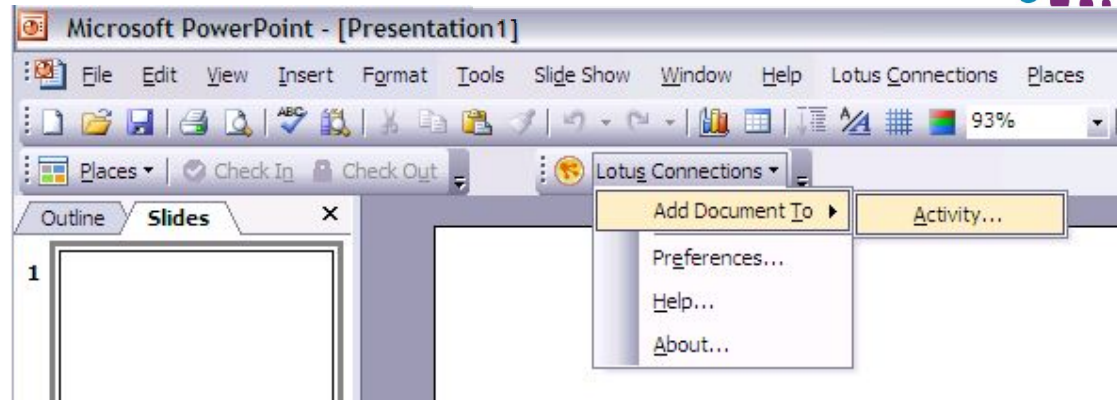 Microsoft PowerPoint - [Presentation1]
File Edit View Insert Format Tools Slide Show Window Help Lotus Connections Places
ABC 93%
Places Check In Check Out Lotus Connections
Outline Slides X
Add Document To Activity...
1
Preferences...
Help...
About...